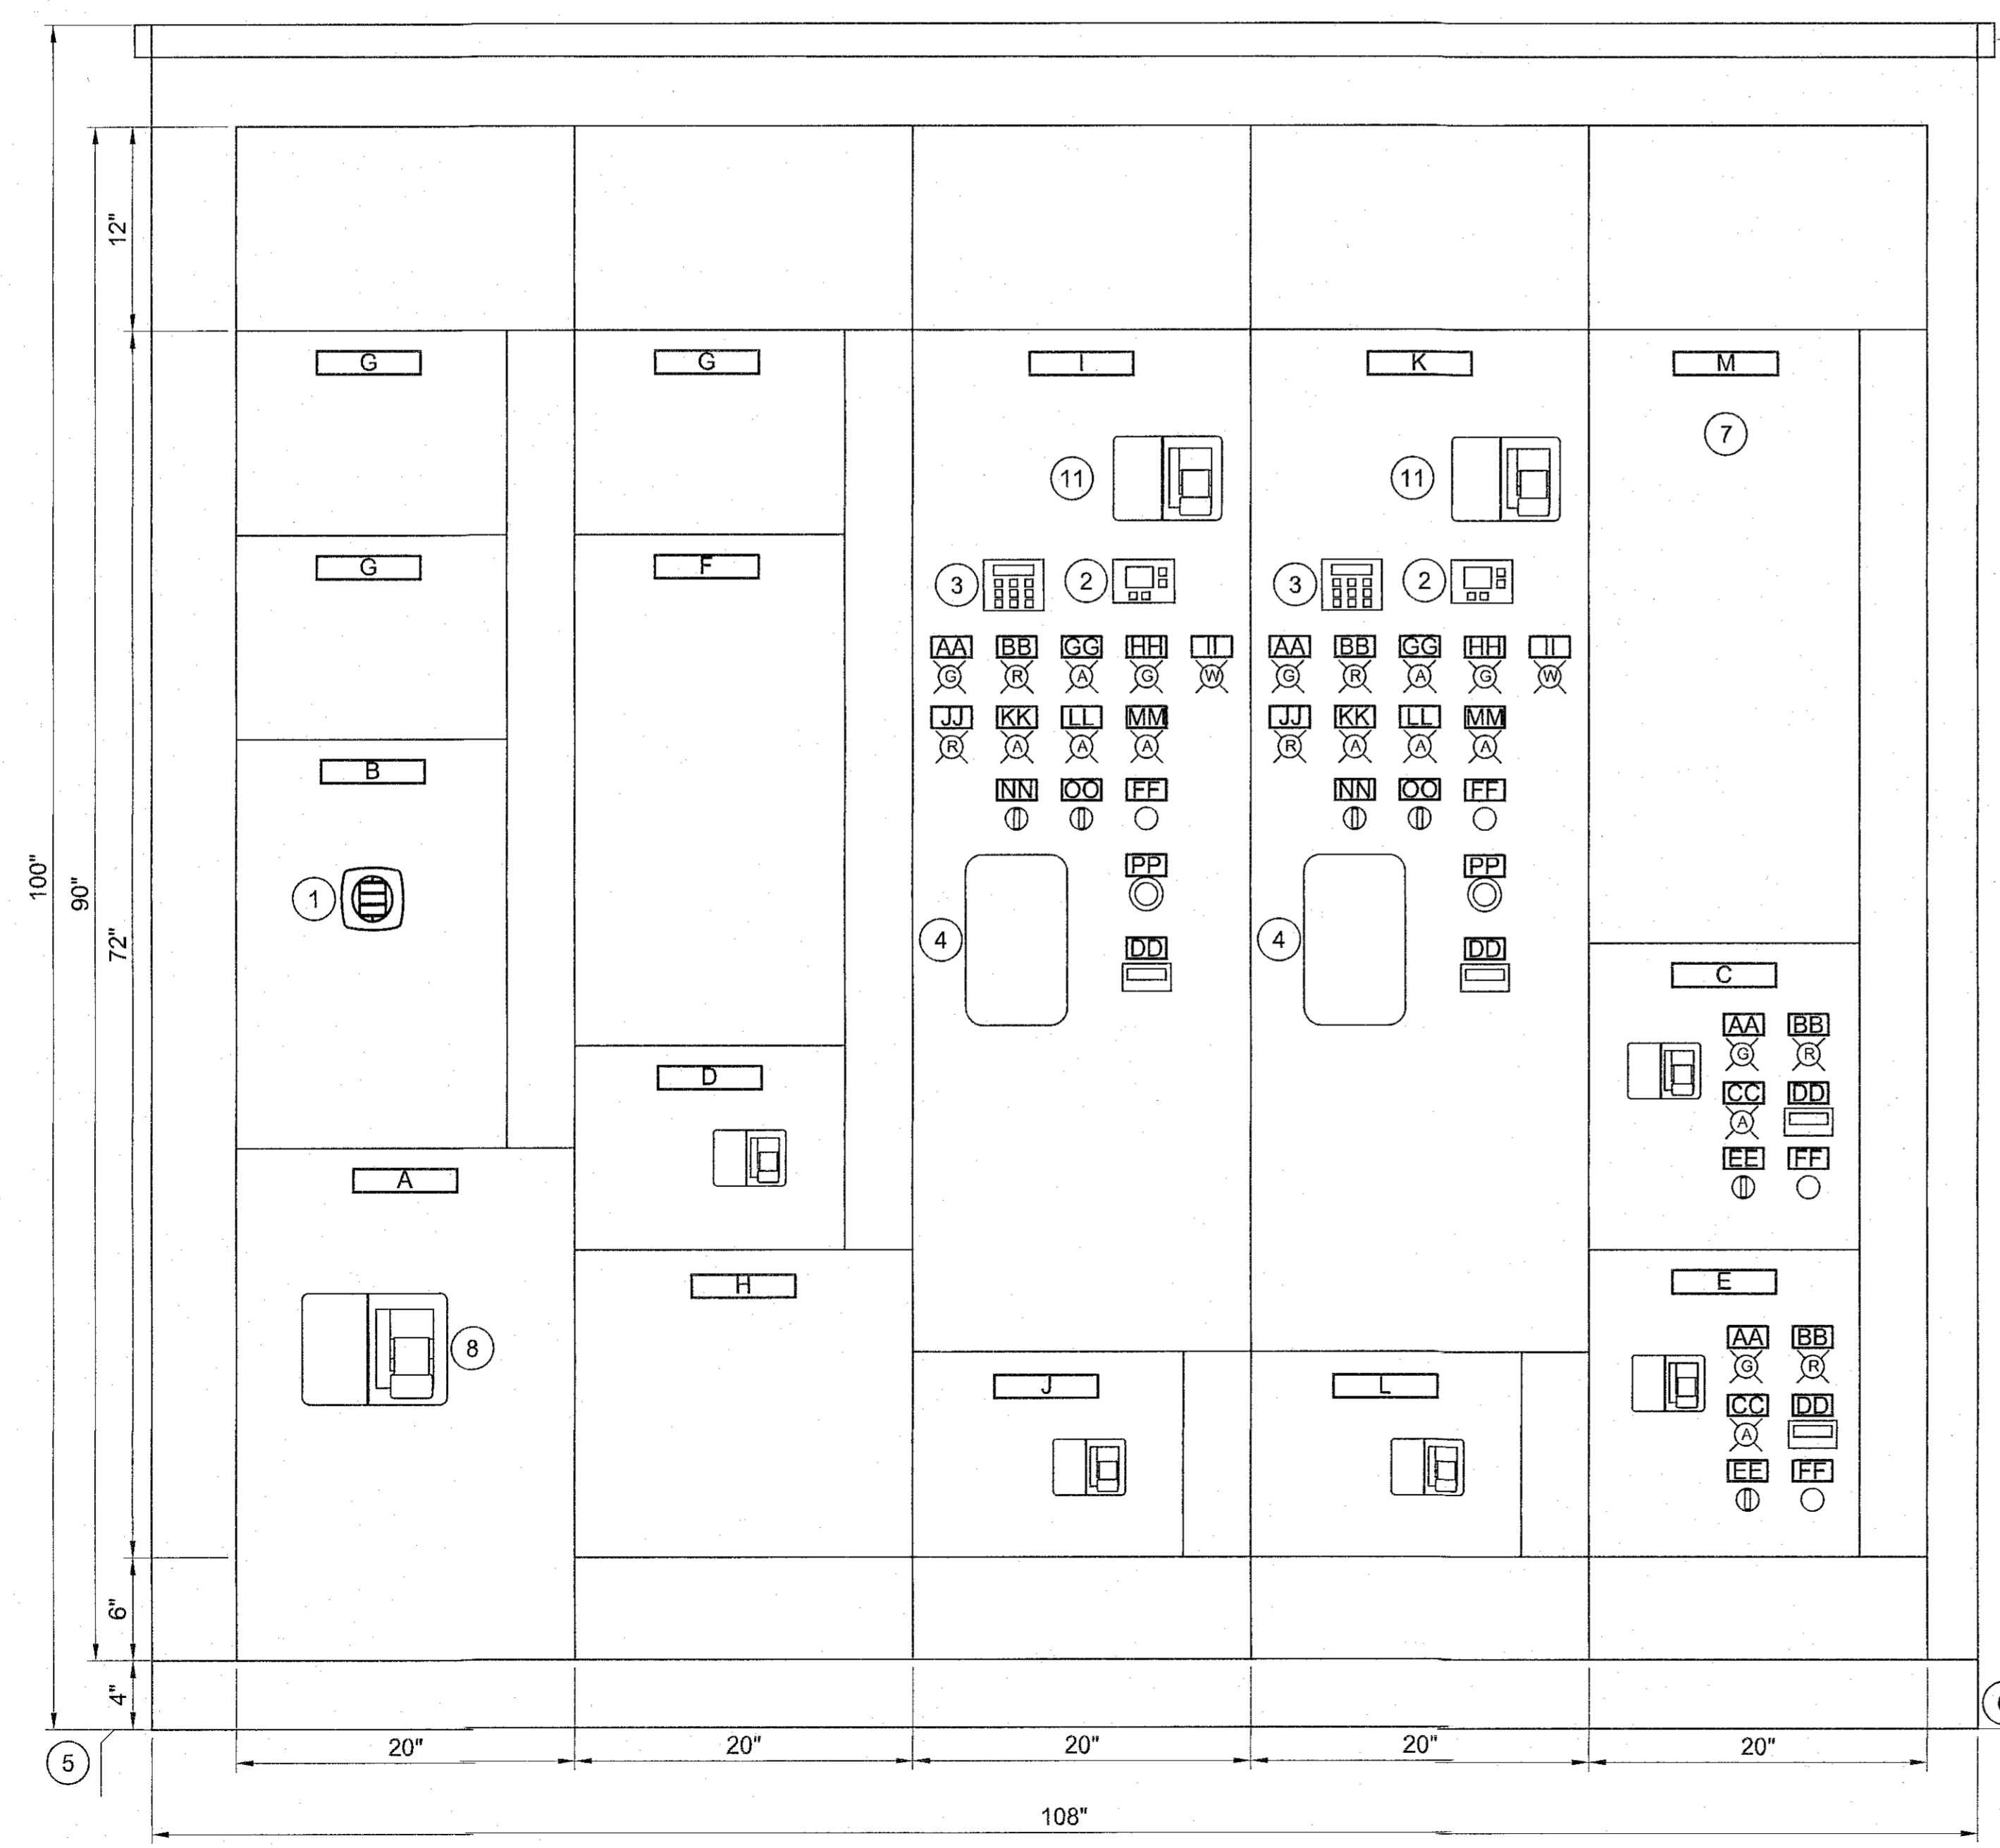 12"
G G I K M
7
11 11
G F
3 2 3 2
AA BB GG HH II AA BB GG HH II
G R A G W G R A G W
JJ KK LL MM JJ KK LL MM
R A A A R A A A
B
NN OO FF NN OO FF
100"
90"
72"
1
PP PP
4 4
DD DD
C
AA BB
G R
D
CC DD
A
EE FF
A
H E
8
AA BB
G R
J L
CC DD
A
EE FF
6"
4"
5
20" 20" 20" 20" 20"
108"